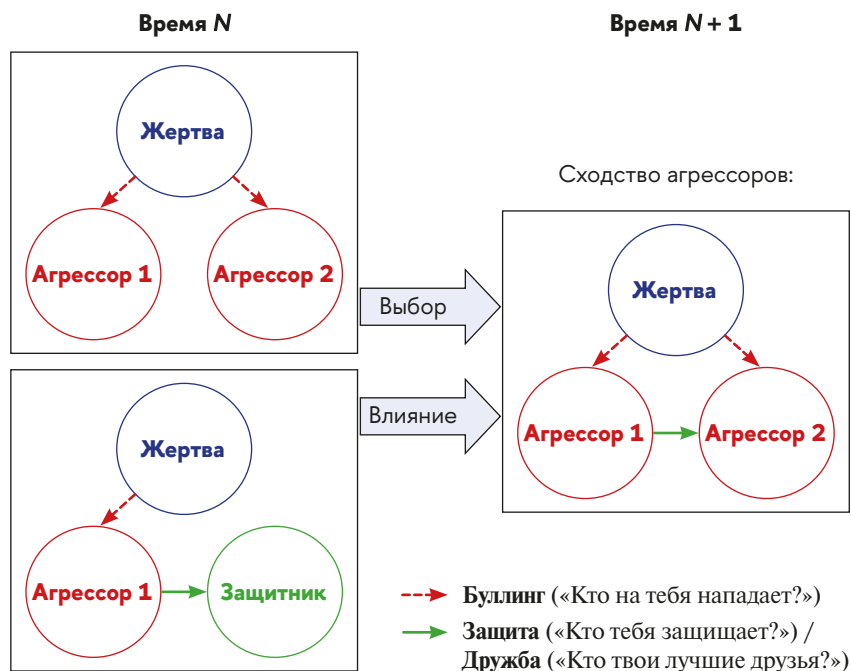 Время N
Время N + 1
Жертва
Агрессор 1
Агрессор 2
Выбор
Сходство агрессоров:
Жертва
Агрессор 1
Агрессор 2
Влияние
Жертва
Агрессор 1
Защитник
Буллинг («Кто на тебя нападает?»)
Защита («Кто тебя защищает?») /
Дружба («Кто твои лучшие друзья?»)